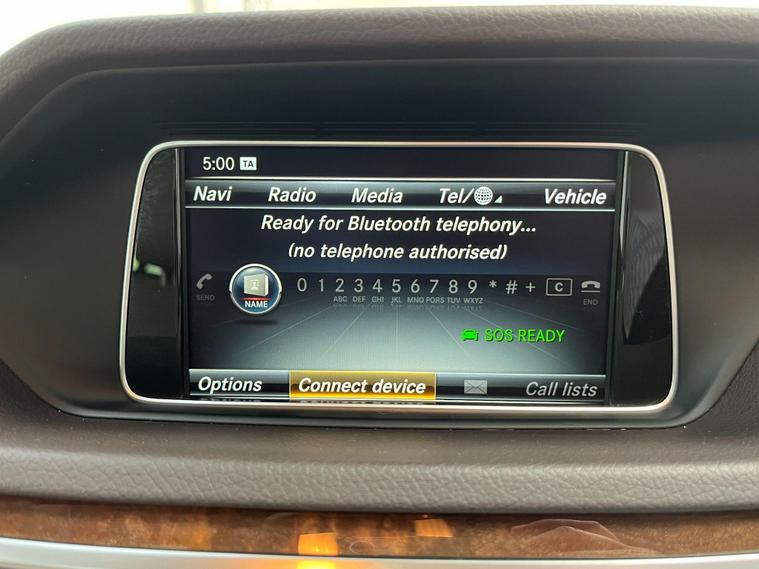 5:00 TA
Navi Radio Media Tel/ Vehicle
Ready for Bluetooth telephony...
(no telephone authorised)
SEND NAME 0 1 2 3 4 5 6 7 8 9 * # + C END
ABC DEF GHI JKL MNO PQRS TUV WXYZ
SOS READY
Options Connect device Call lists